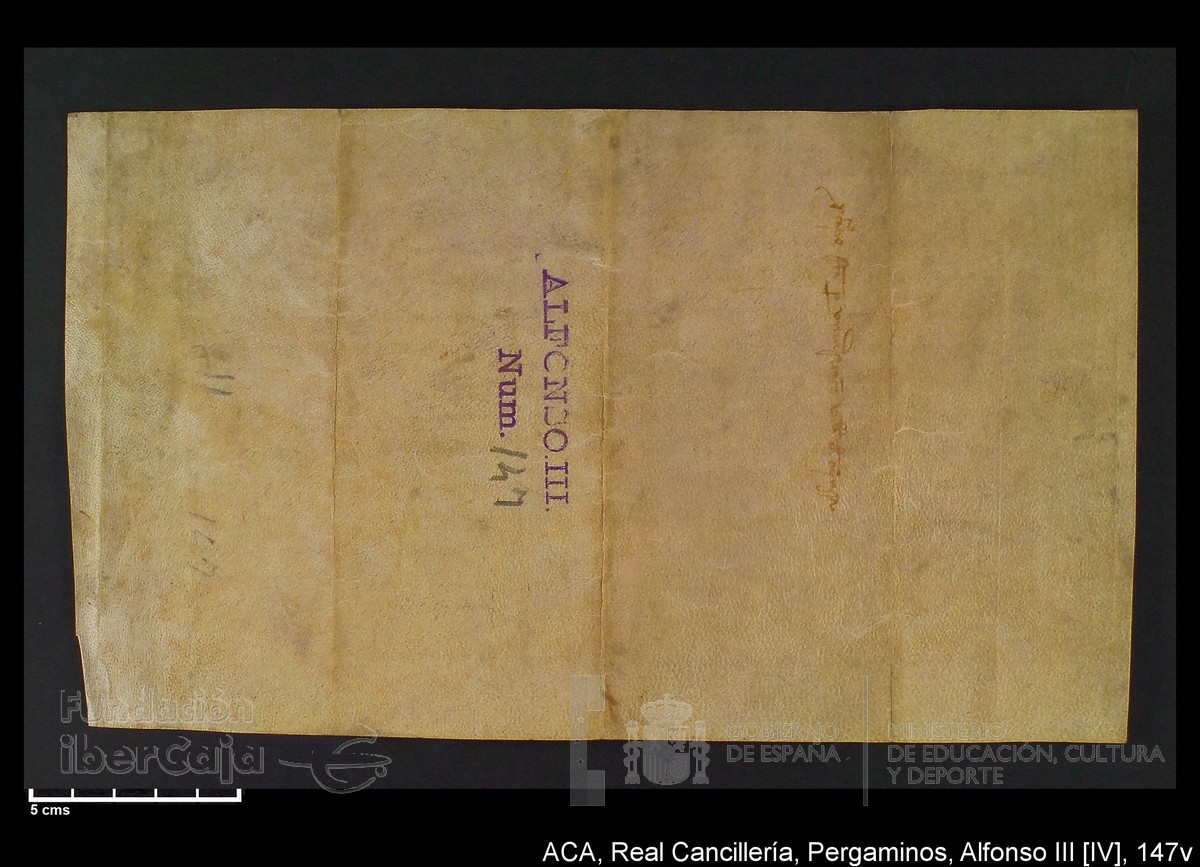 ALFONSO.III.
Num. 147
Fundación
iberCaja
GOBIERNO
DE ESPAÑA
MINISTERIO
DE EDUCACIÓN, CULTURA
Y DEPORTE
5 cms
ACA, Real Cancillería, Pergaminos, Alfonso III [IV], 147v